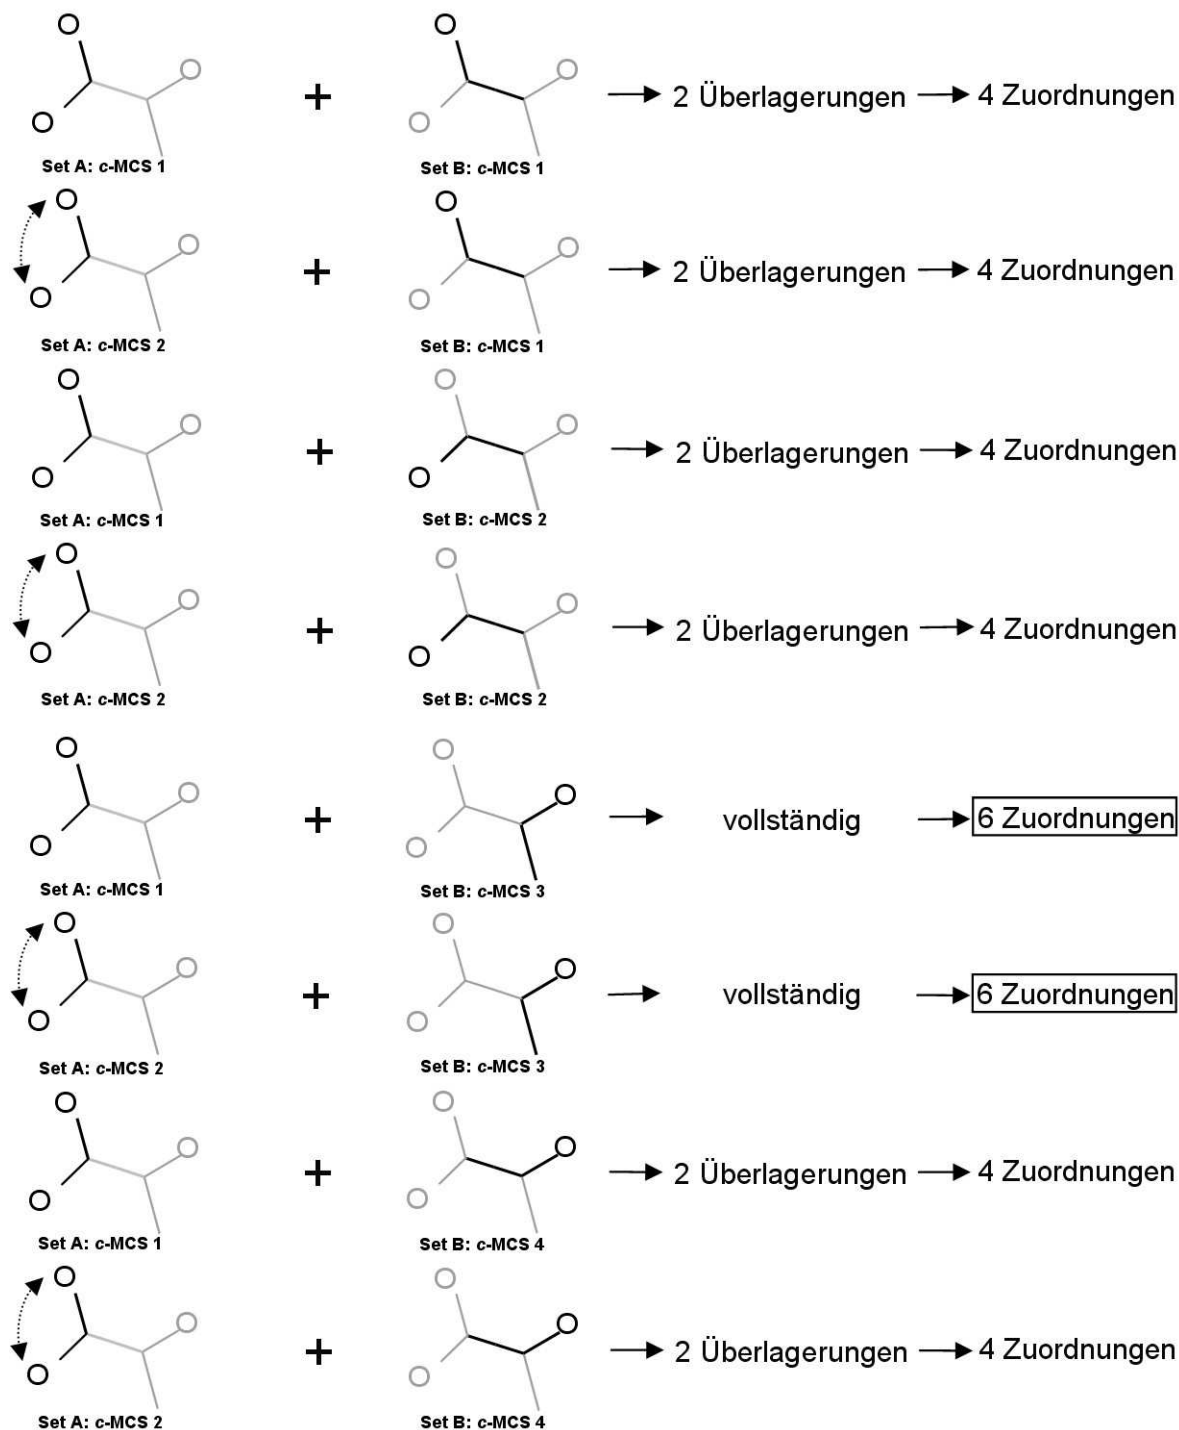 O O
O + O → 2 Überlagerungen → 4 Zuordnungen
O O
Set A: c-MCS 1 Set B: c-MCS 1
O O
O + O → 2 Überlagerungen → 4 Zuordnungen
O O
Set A: c-MCS 2 Set B: c-MCS 1
O O
O + O → 2 Überlagerungen → 4 Zuordnungen
O O
Set A: c-MCS 1 Set B: c-MCS 2
O O
O + O → 2 Überlagerungen → 4 Zuordnungen
O O
Set A: c-MCS 2 Set B: c-MCS 2
O O
O + O → vollständig → 6 Zuordnungen
O O
Set A: c-MCS 1 Set B: c-MCS 3
O O
O + O → vollständig → 6 Zuordnungen
O O
Set A: c-MCS 2 Set B: c-MCS 3
O O
O + O → 2 Überlagerungen → 4 Zuordnungen
O O
Set A: c-MCS 1 Set B: c-MCS 4
O O
O + O → 2 Überlagerungen → 4 Zuordnungen
O O
Set A: c-MCS 2 Set B: c-MCS 4